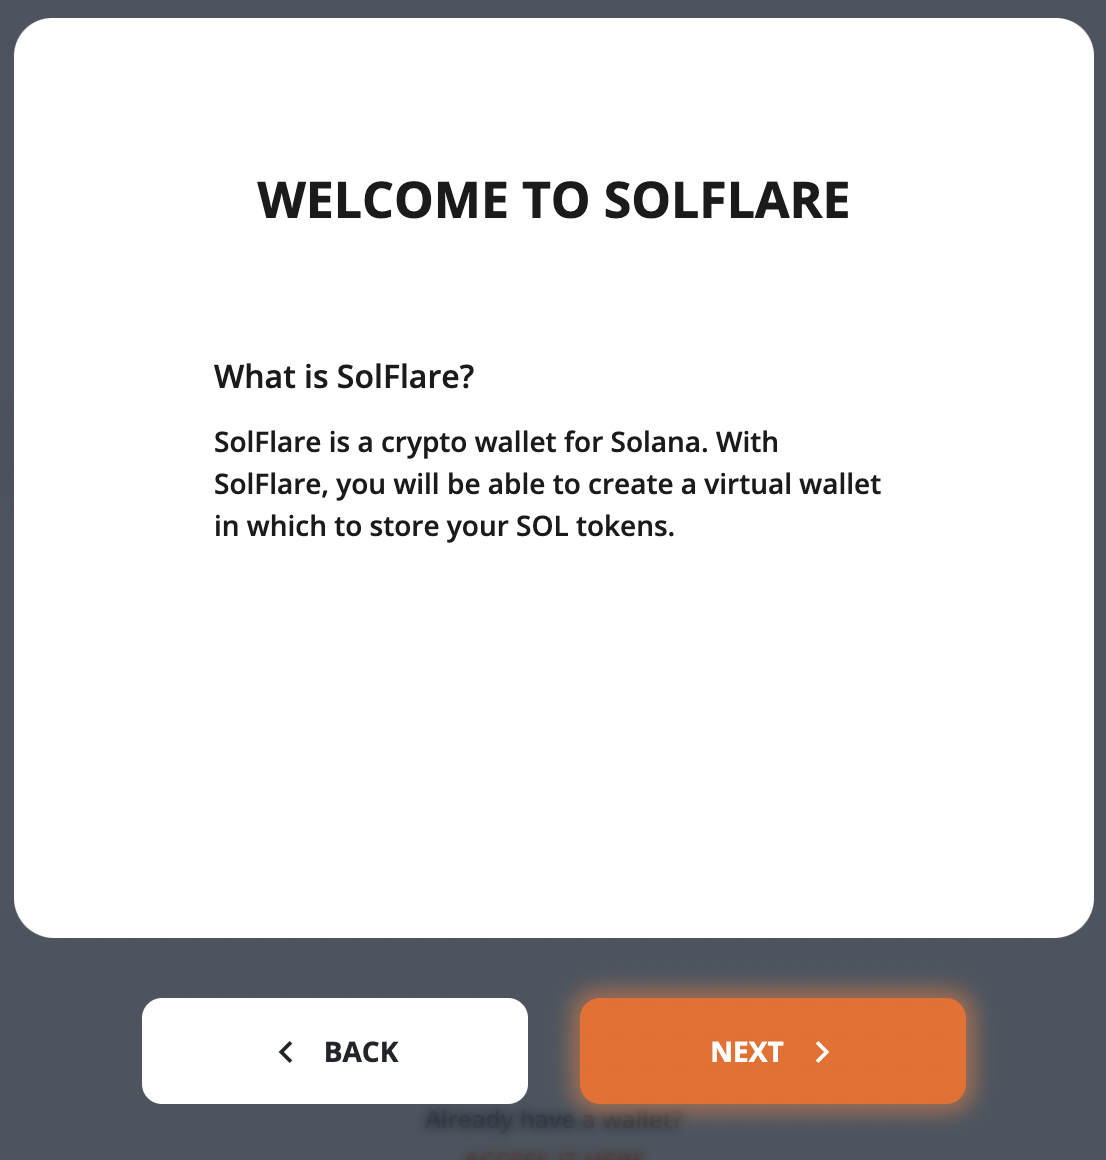 WELCOME TO SOLFLARE
What is SolFlare?
SolFlare is a crypto wallet for Solana. With
SolFlare, you will be able to create a virtual wallet
in which to store your SOL tokens.
BACK
NEXT
Already have a wallet?